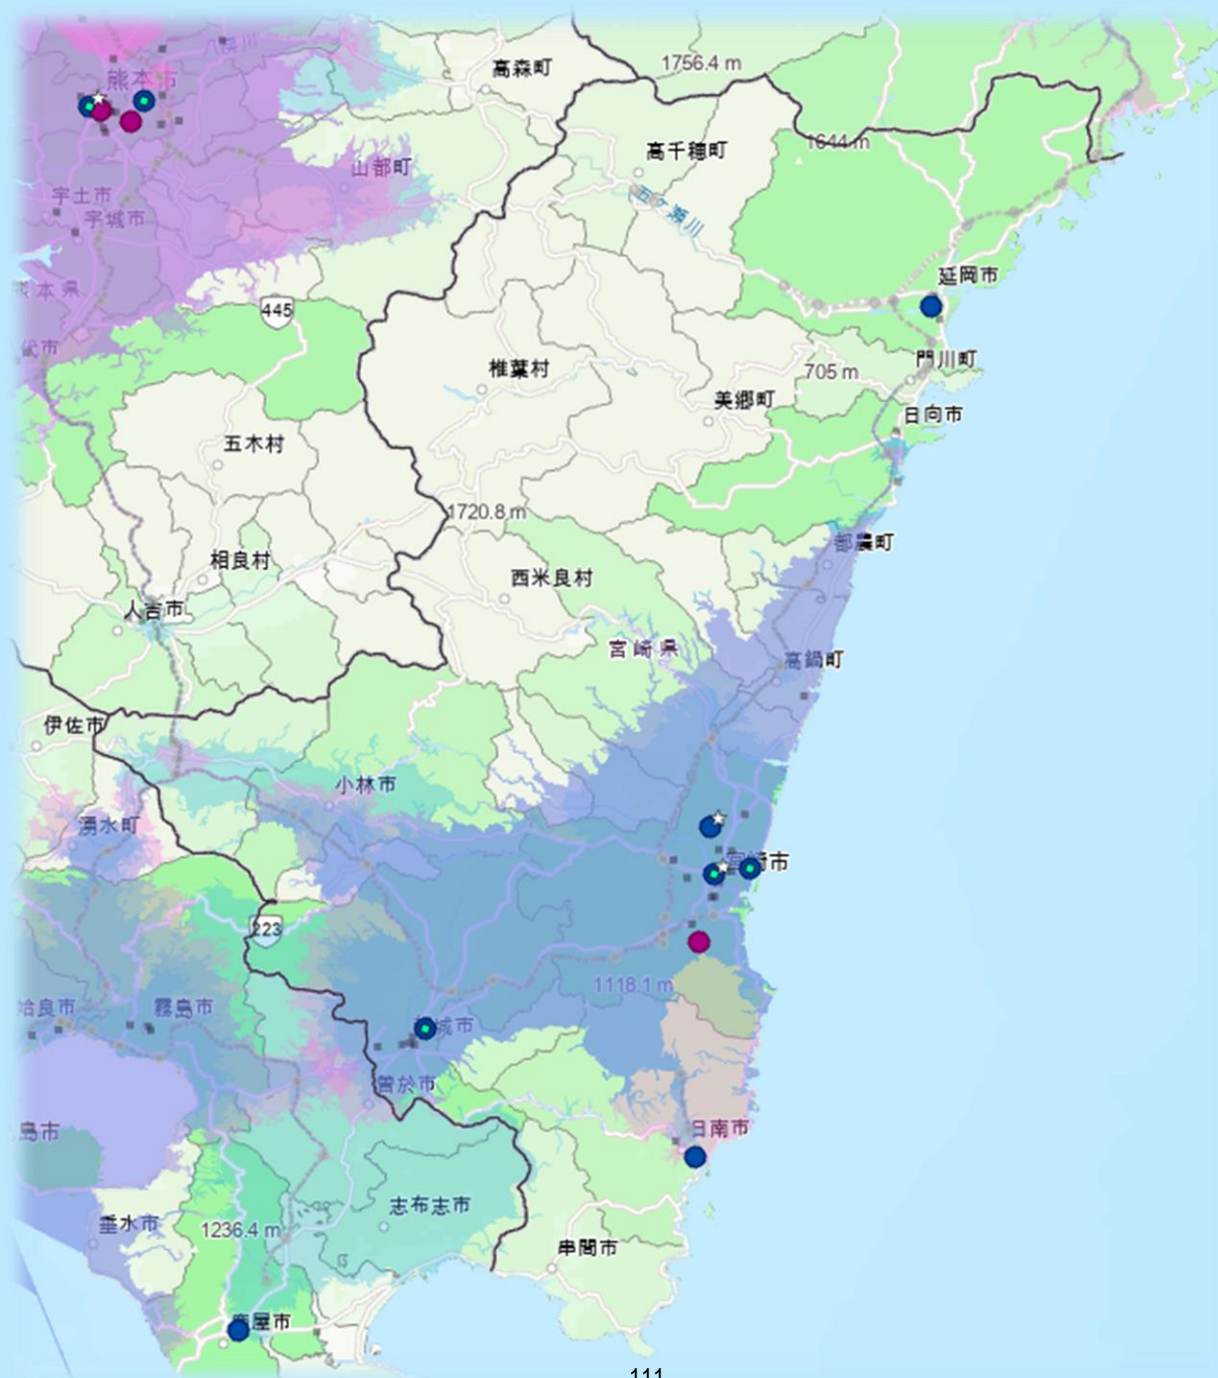 高森町
1756.4 m
熊本市
1644 m
高千穂町
山都町
宇土市
五ヶ瀬川
宇城市
延岡市
熊本県
445
代市
門川町
椎葉村
705 m
美郷町
日向市
五木村
1720.8 m
都農町
相良村
西米良村
人吉市
宮崎県
高鍋町
伊佐市
小林市
湧水町
宮崎市
223
1118.1 m
姶良市
霧島市
城市
曽於市
島市
日南市
志布志市
垂水市
1236.4 m
串間市
鹿屋市
111